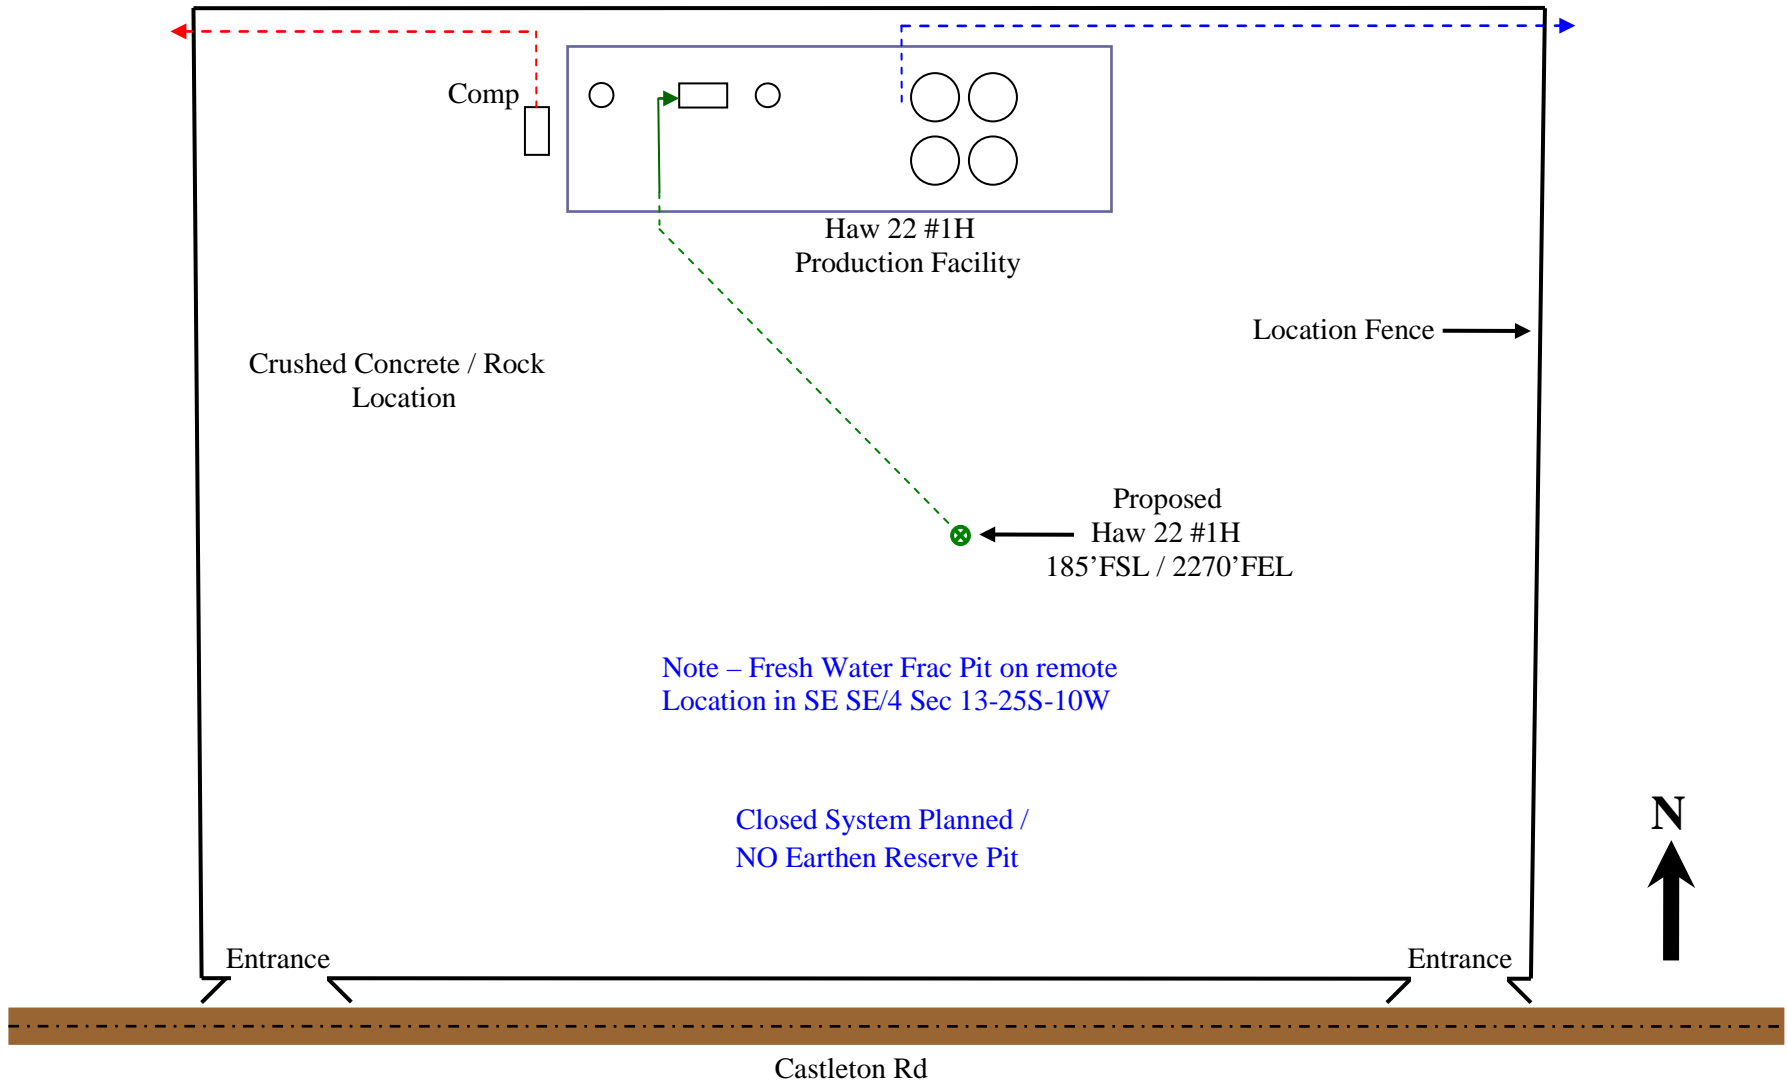 Comp
Haw 22 #1H
Production Facility
Location Fence
Crushed Concrete / Rock
Location
Proposed
Haw 22 #1H
185’FSL / 2270’FEL
Note – Fresh Water Frac Pit on remote
Location in SE SE/4 Sec 13-25S-10W
Closed System Planned /
NO Earthen Reserve Pit
N
Entrance
Entrance
Castleton Rd